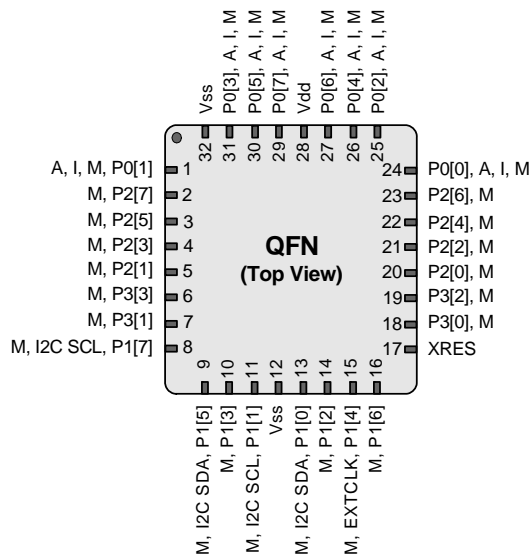 Vss
P0[3], A, I, M
P0[5], A, I, M
P0[7], A, I, M
Vdd
P0[6], A, I, M
P0[4], A, I, M
P0[2], A, I, M
32
31
30
29
28
27
26
25
A, I, M, P0[1] 1
M, P2[7] 2
M, P2[5] 3
M, P2[3] 4
M, P2[1] 5
M, P3[3] 6
M, P3[1] 7
M, I2C SCL, P1[7] 8
QFN
(Top View)
24 P0[0], A, I, M
23 P2[6], M
22 P2[4], M
21 P2[2], M
20 P2[0], M
19 P3[2], M
18 P3[0], M
17 XRES
9
10
11
12
13
14
15
16
M, I2C SDA, P1[5]
M, P1[3]
M, I2C SCL, P1[1]
Vss
M, I2C SDA, P1[0]
M, P1[2]
M, EXTCLK, P1[4]
M, P1[6]